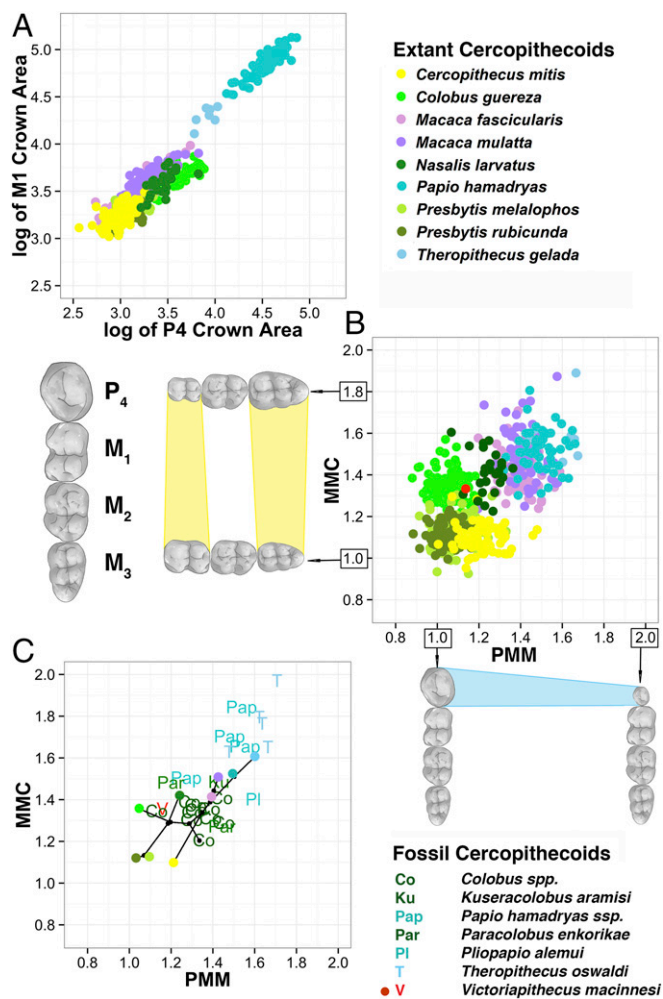 A
log of M1 Crown Area
5.0
4.5
4.0
3.5
3.0
2.5
2.5 3.0 3.5 4.0 4.5 5.0
log of P4 Crown Area
Extant Cercopithecoids
Cercopithecus mitis
Colobus guereza
Macaca fascicularis
Macaca mulatta
Nasalis larvatus
Papio hamadryas
Presbytis melalophos
Presbytis rubicunda
Theropithecus gelada
P4
M1
M2
M3
1.8
1.0
B
MMC
2.0
1.8
1.6
1.4
1.2
1.0
0.8
0.8 1.0 1.2 1.4 1.6 1.8 2.0
PMM
1.0
2.0
C
MMC
2.0
1.8
1.6
1.4
1.2
1.0
0.8
T
Pap
T
T
Pap
Pap
T
T
Pap
Par
Ku
Pl
V
Co
Co
Co
Co
Par
0.8 1.0 1.2 1.4 1.6 1.8 2.0
PMM
Fossil Cercopithecoids
Co Colobus spp.
Ku Kuseracolobus aramisi
Pap Papio hamadryas ssp.
Par Paracolobus enkorikae
Pl Pliopapio alemui
T Theropithecus oswaldi
V Victoriapithecus macinnesi